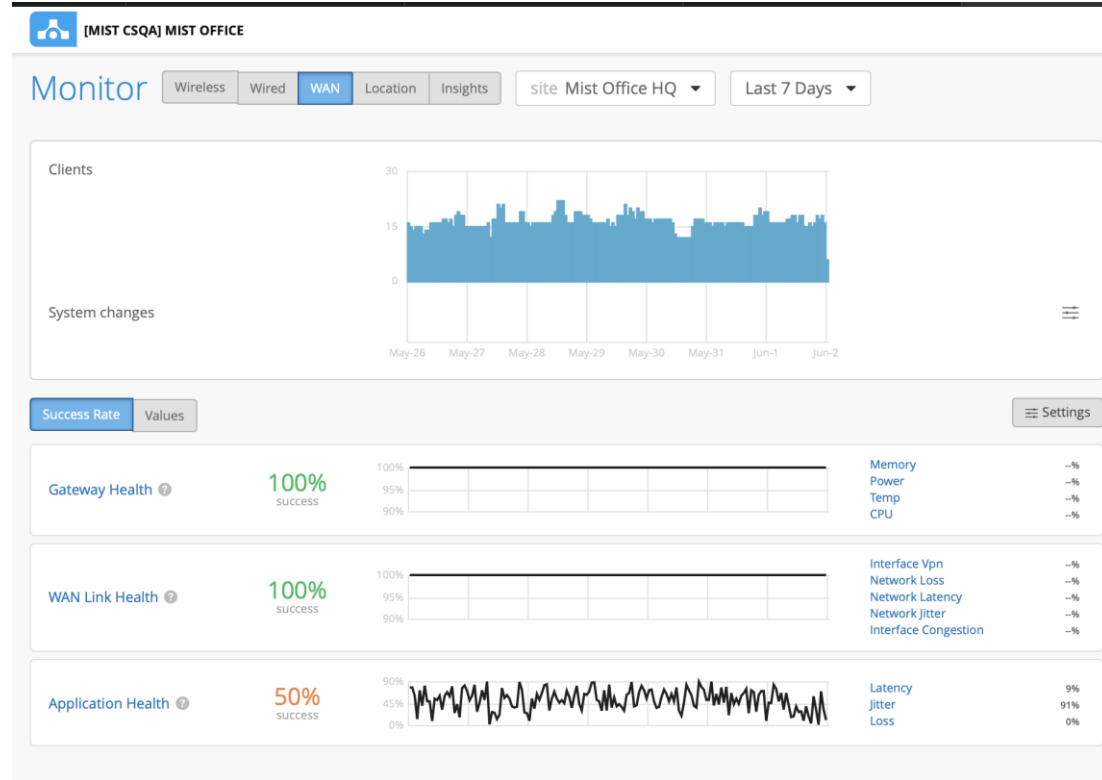 [MIST CSQA] MIST OFFICE
Monitor Wireless Wired WAN Location Insights site Mist Office HQ Last 7 Days
Clients
30
15
0
System changes
May-26 May-27 May-28 May-29 May-30 May-31 Jun-1 Jun-2
Success Rate Values Settings
Gateway Health ?
100%
success
100%
95%
90%
Memory --%
Power --%
Temp --%
CPU --%
WAN Link Health ?
100%
success
100%
95%
90%
Interface Vpn --%
Network Loss --%
Network Latency --%
Network Jitter --%
Interface Congestion --%
Application Health ?
50%
success
90%
45%
0%
Latency 9%
Jitter 91%
Loss 0%